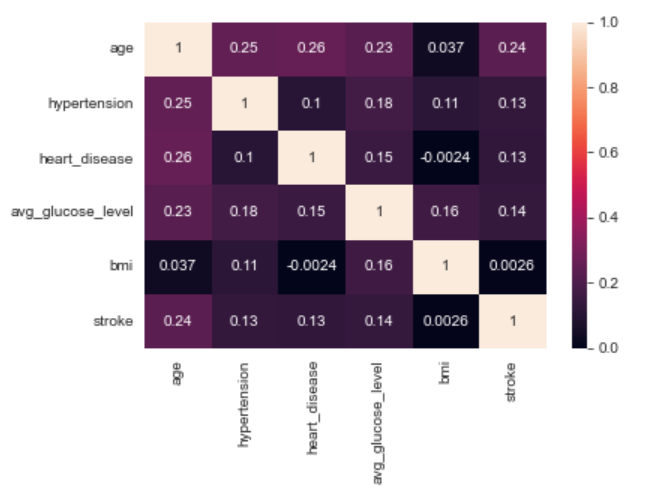 age 1 0.25 0.26 0.23 0.037 0.24
hypertension 0.25 1 0.1 0.18 0.11 0.13
heart_disease 0.26 0.1 1 0.15 -0.0024 0.13
avg_glucose_level 0.23 0.18 0.15 1 0.16 0.14
bmi 0.037 0.11 -0.0024 0.16 1 0.0026
stroke 0.24 0.13 0.13 0.14 0.0026 1
age
hypertension
heart_disease
avg_glucose_level
bmi
stroke
1.0
0.8
0.6
0.4
0.2
0.0